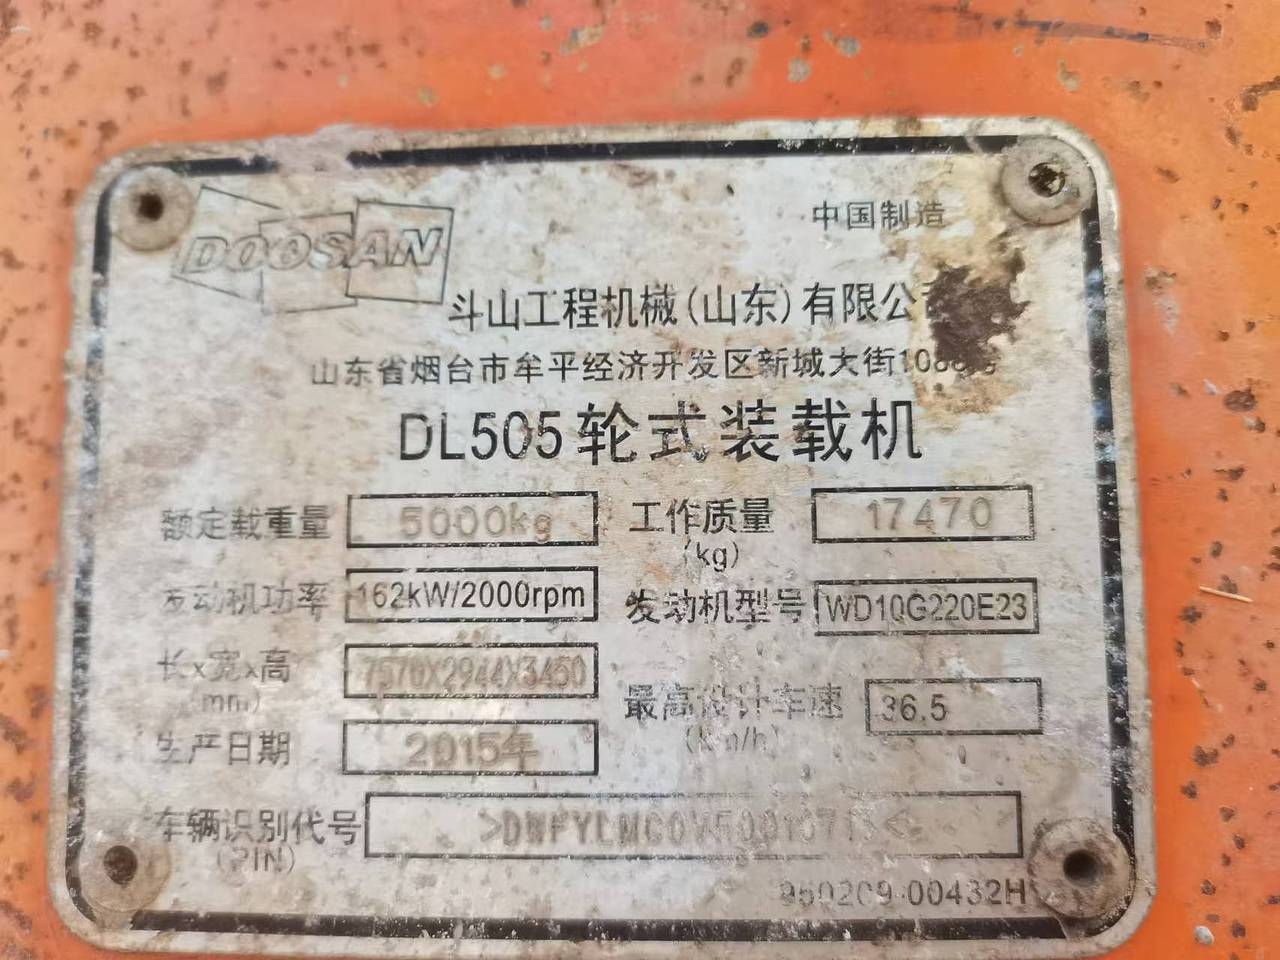 DOOSAN
中国制造
斗山工程机械(山东)有限公
山东省烟台市牟平经济开发区新城大街
DL505轮式装载机
额定载重量 5000kg 工作质量 (kg) 17470
发动机功率 162kW/2000rpm 发动机型号 WD10G220E23
长x宽x高 (mm) 7570X2944X3450 最高设计车速 (km/h) 36.5
生产日期 2015年
车辆识别代号 (PIN)
960209-00432H